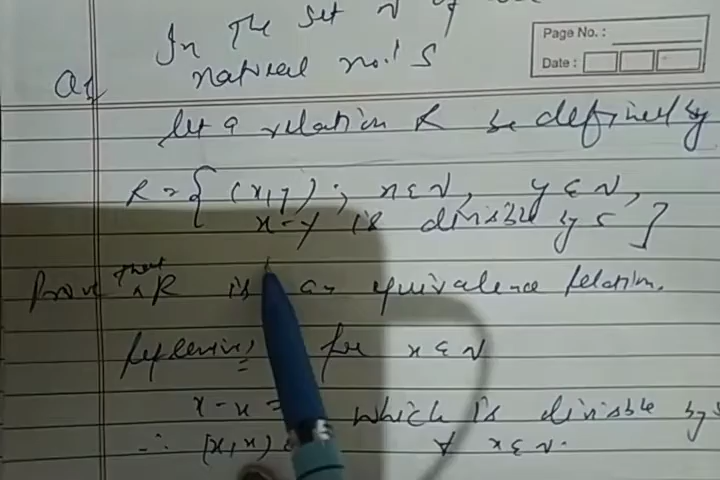 In The set N of
natural no.'s
Page No. :
Date :
Q1
let a relation R be defined by
R = { (x,y) ; x ∈ N, y ∈ N,
x-y is divisible by 5 }
Prove that R is an equivalence Relation.
Reflexive, for x ∈ N
x - x = which is divisible by 5
∴ (x,x) ∀ x ∈ N.